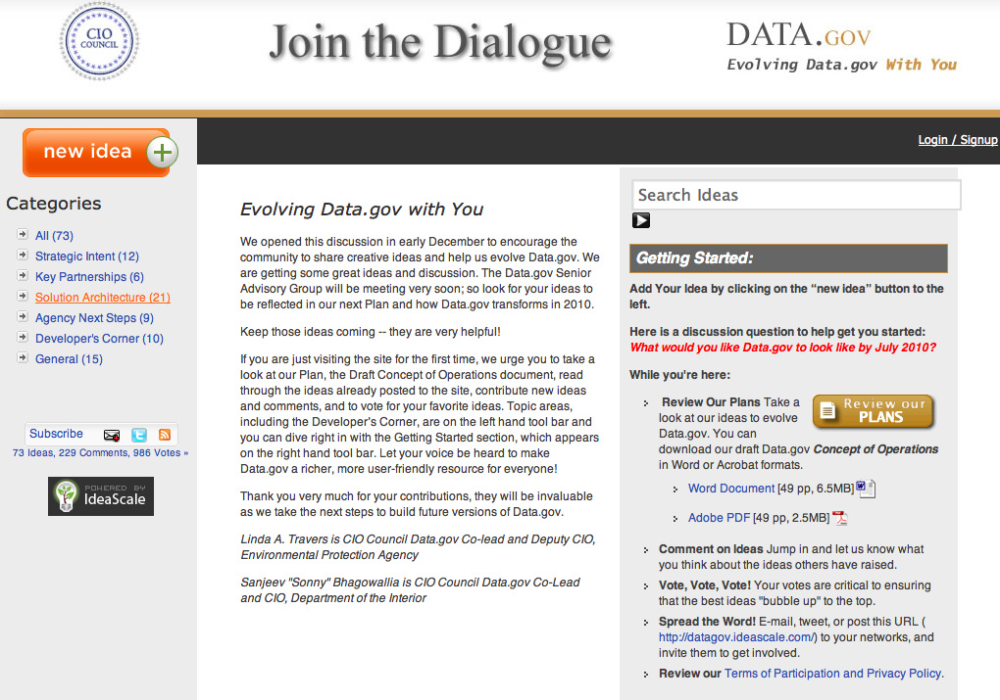 CIO
COUNCIL
Join the Dialogue
DATA.GOV
Evolving Data.gov With You
Login / Signup
new idea
Categories
All (73)
Strategic Intent (12)
Key Partnerships (6)
Solution Architecture (21)
Agency Next Steps (9)
Developer's Corner (10)
General (15)
Subscribe
73 Ideas, 229 Comments, 986 Votes »
POWERED BY
IdeaScale
Evolving Data.gov with You
We opened this discussion in early December to encourage the
community to share creative ideas and help us evolve Data.gov. We
are getting some great ideas and discussion. The Data.gov Senior
Advisory Group will be meeting very soon; so look for your ideas to
be reflected in our next Plan and how Data.gov transforms in 2010.
Keep those ideas coming -- they are very helpful!
If you are just visiting the site for the first time, we urge you to take a
look at our Plan, the Draft Concept of Operations document, read
through the ideas already posted to the site, contribute new ideas
and comments, and to vote for your favorite ideas. Topic areas,
including the Developer's Corner, are on the left hand tool bar and
you can dive right in with the Getting Started section, which appears
on the right hand tool bar. Let your voice be heard to make
Data.gov a richer, more user-friendly resource for everyone!
Thank you very much for your contributions, they will be invaluable
as we take the next steps to build future versions of Data.gov.
Linda A. Travers is CIO Council Data.gov Co-lead and Deputy CIO,
Environmental Protection Agency
Sanjeev "Sonny" Bhagowallia is CIO Council Data.gov Co-Lead
and CIO, Department of the Interior
Search Ideas
Getting Started:
Add Your Idea by clicking on the “new idea” button to the
left.
Here is a discussion question to help get you started:
What would you like Data.gov to look like by July 2010?
While you're here:
Review Our Plans Take a
look at our ideas to evolve
Data.gov. You can
download our draft Data.gov Concept of Operations
in Word or Acrobat formats.
Review our
PLANS
Word Document [49 pp, 6.5MB]
Adobe PDF [49 pp, 2.5MB]
Comment on Ideas Jump in and let us know what
you think about the ideas others have raised.
Vote, Vote, Vote! Your votes are critical to ensuring
that the best ideas "bubble up" to the top.
Spread the Word! E-mail, tweet, or post this URL (
http://datagov.ideascale.com/) to your networks, and
invite them to get involved.
Review our Terms of Participation and Privacy Policy.